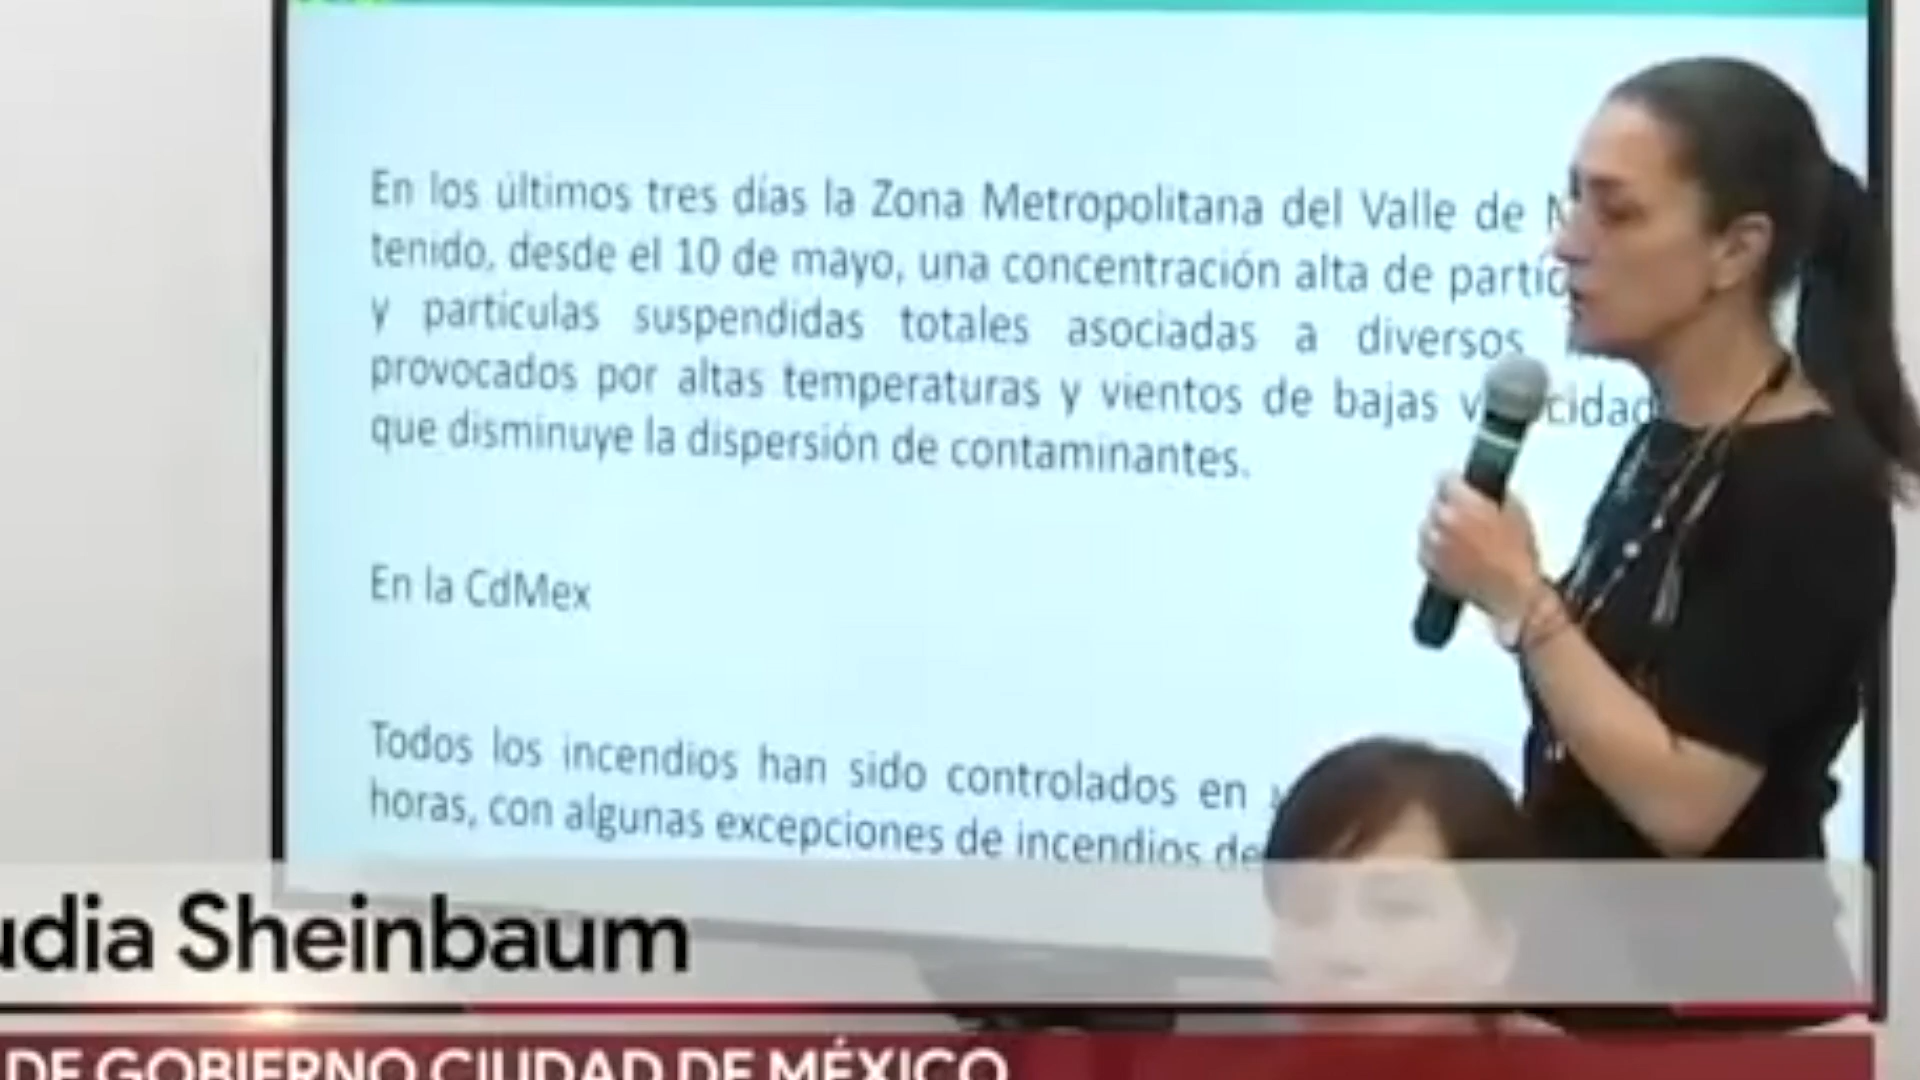 En los últimos tres días la Zona Metropolitana del Valle de
tenido, desde el 10 de mayo, una concentración alta de partíc
y partículas suspendidas totales asociadas a diversos
provocados por altas temperaturas y vientos de bajas v cidad
que disminuye la dispersión de contaminantes.
En la CdMex
Todos los incendios han sido controlados en
horas, con algunas excepciones de incendios de
udia Sheinbaum
DE GOBIERNO CIUDAD DE MÉXICO